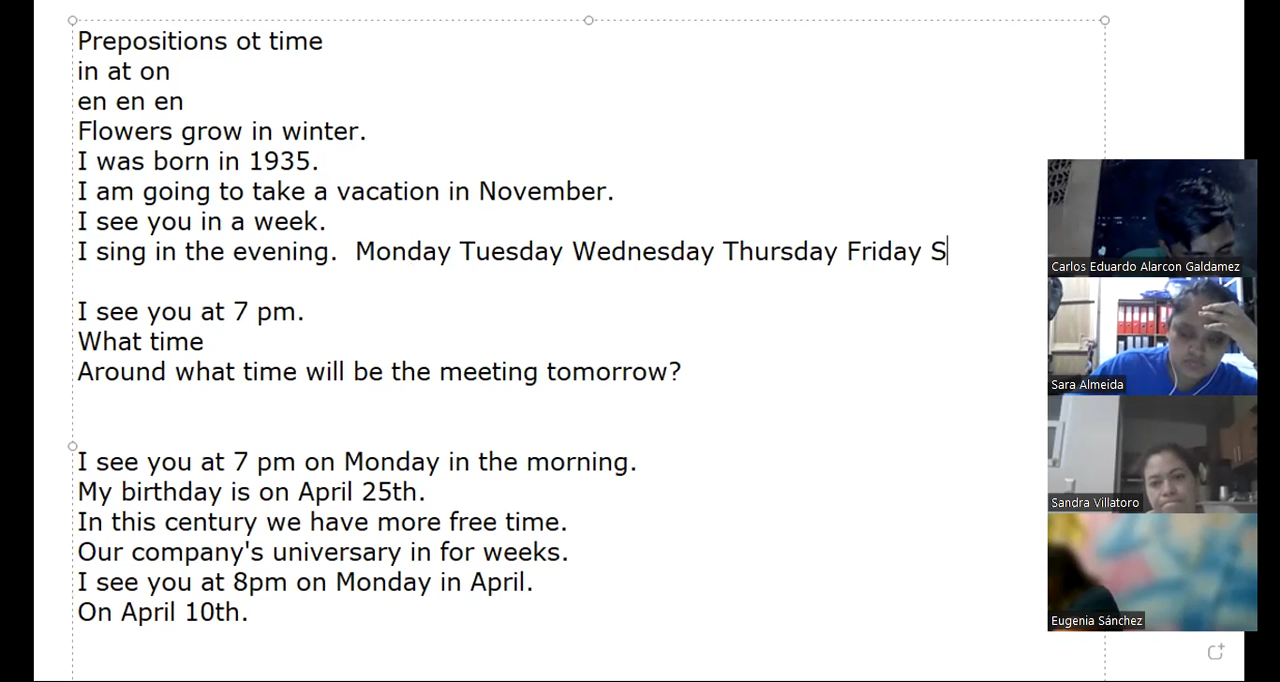 Prepositions ot time
in at on
en en en
Flowers grow in winter.
I was born in 1935.
I am going to take a vacation in November.
I see you in a week.
I sing in the evening.  Monday Tuesday Wednesday Thursday Friday S
I see you at 7 pm.
What time
Around what time will be the meeting tomorrow?
I see you at 7 pm on Monday in the morning.
My birthday is on April 25th.
In this century we have more free time.
Our company's universary in for weeks.
I see you at 8pm on Monday in April.
On April 10th.
Carlos Eduardo Alarcon Galdamez
Sara Almeida
Sandra Villatoro
Eugenia Sánchez